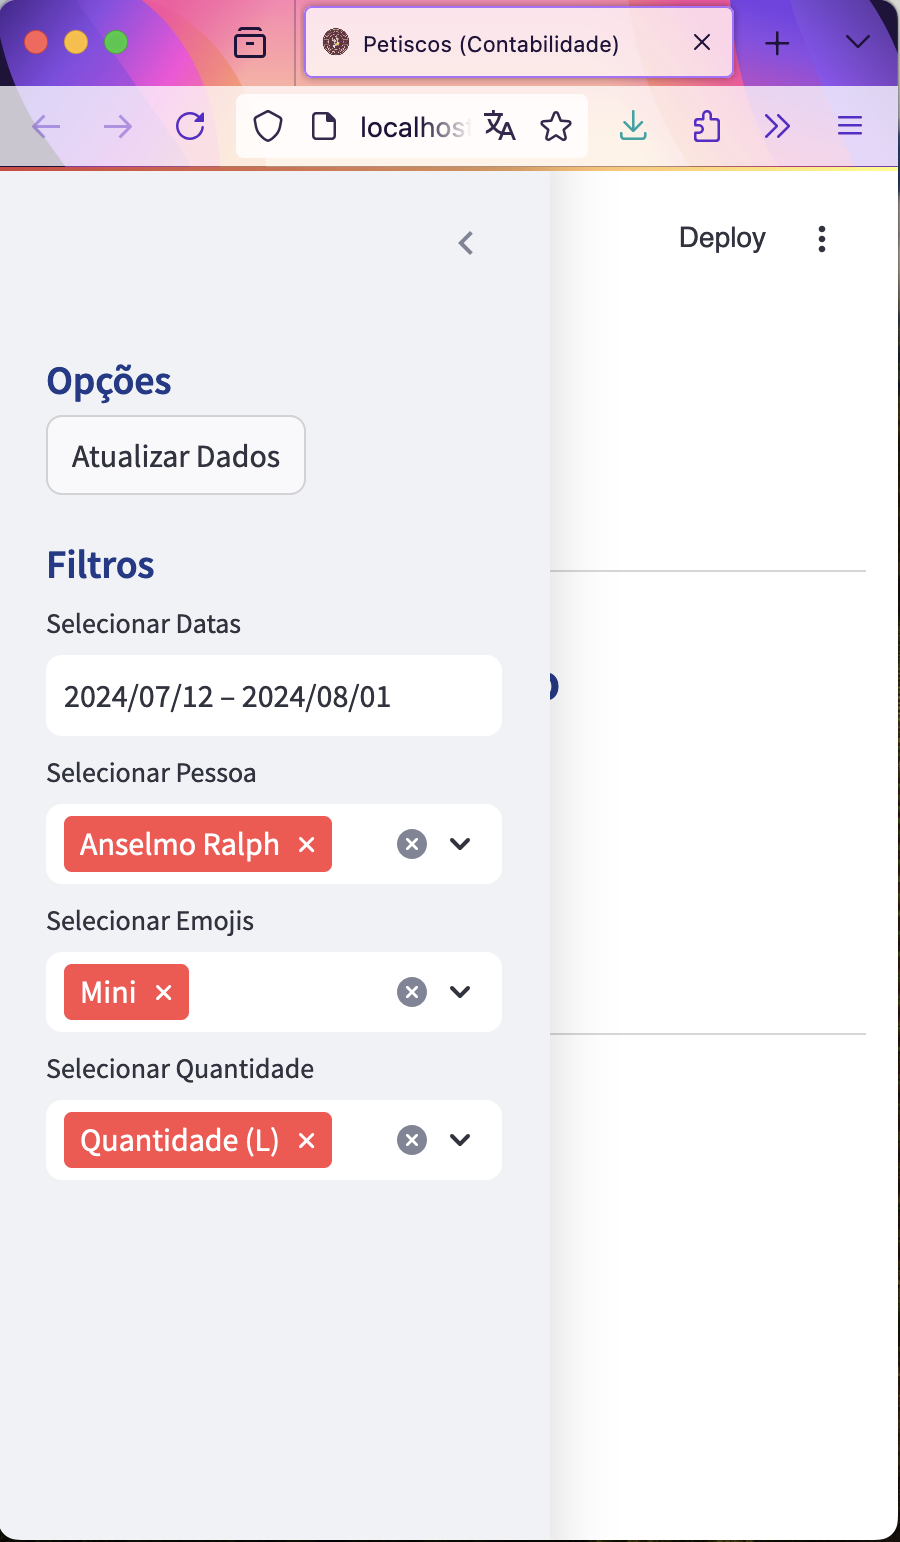 Petiscos (Contabilidade)
localhost
Deploy
Opções
Atualizar Dados
Filtros
Selecionar Datas
2024/07/12 – 2024/08/01
Selecionar Pessoa
Anselmo Ralph
Selecionar Emojis
Mini
Selecionar Quantidade
Quantidade (L)